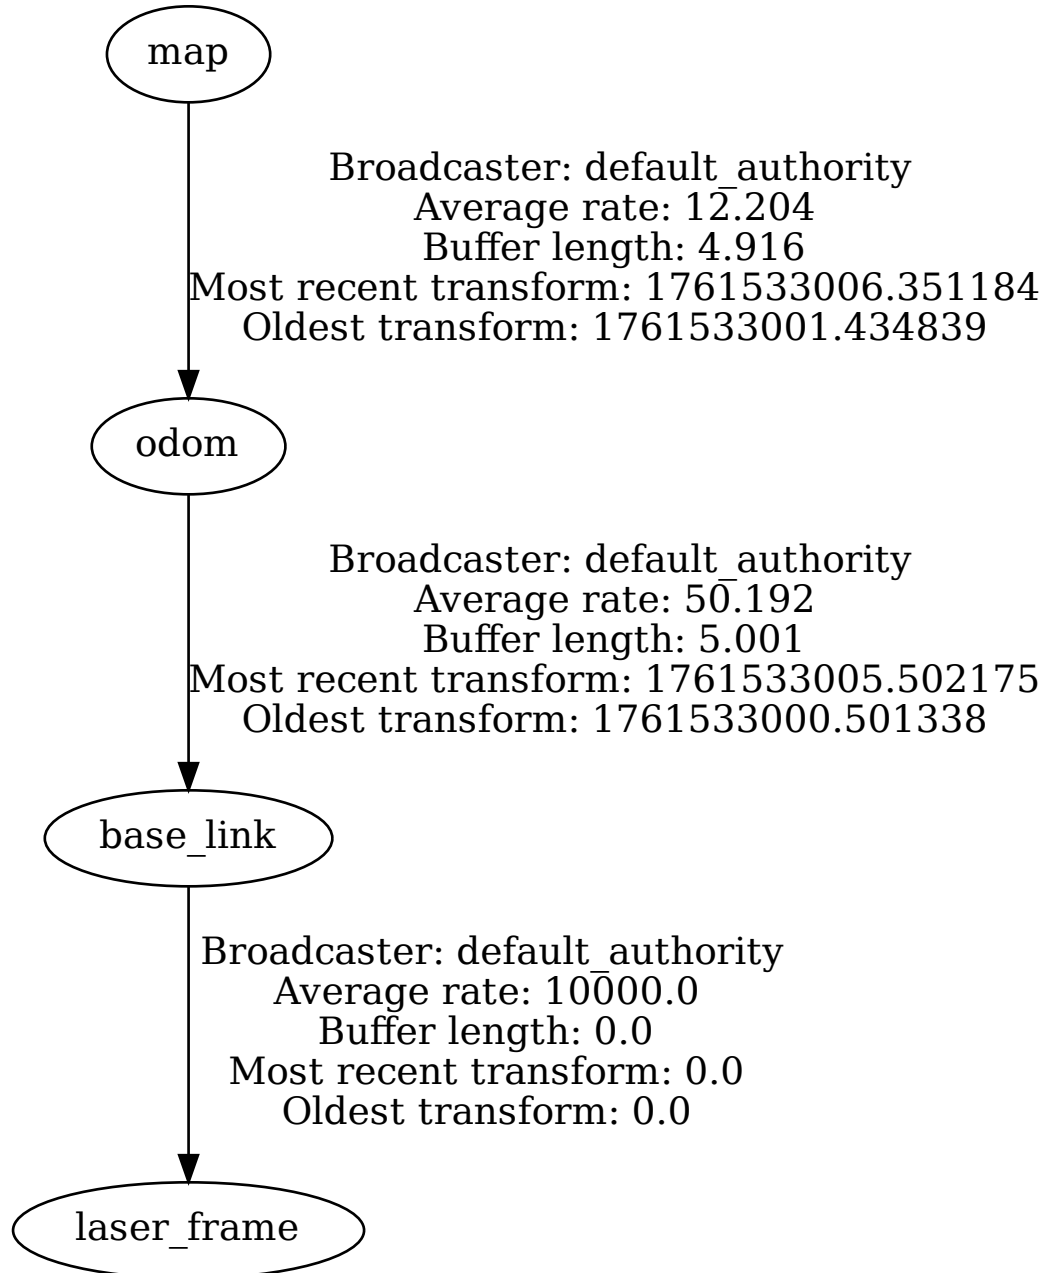 map
Broadcaster: default_authority
Average rate: 12.204
Buffer length: 4.916
Most recent transform: 1761533006.351184
Oldest transform: 1761533001.434839
odom
Broadcaster: default_authority
Average rate: 50.192
Buffer length: 5.001
Most recent transform: 1761533005.502175
Oldest transform: 1761533000.501338
base_link
Broadcaster: default_authority
Average rate: 10000.0
Buffer length: 0.0
Most recent transform: 0.0
Oldest transform: 0.0
laser_frame